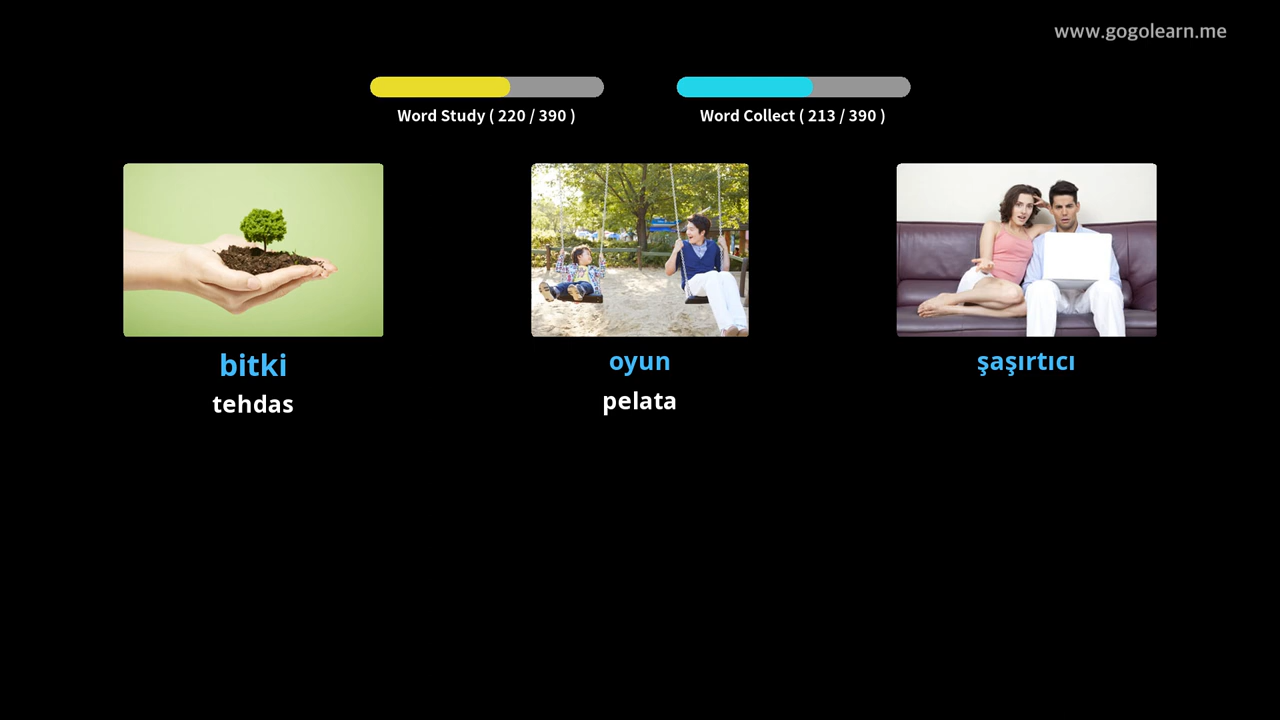 www.gogolearn.me
Word Study ( 220 / 390 )
Word Collect ( 213 / 390 )
bitki
tehdas
oyun
pelata
şaşırtıcı